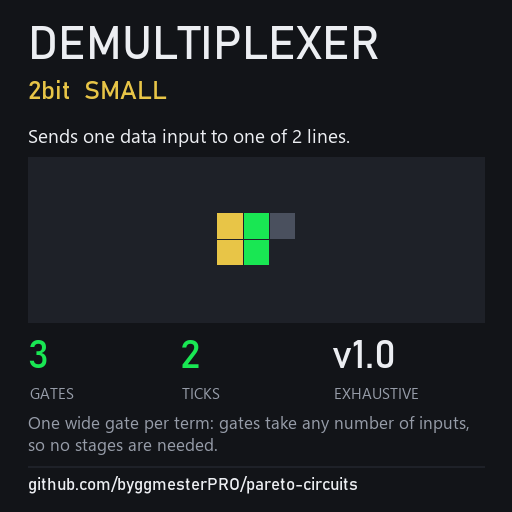 DEMULTIPLEXER
2bit SMALL
Sends one data input to one of 2 lines.
3 2 v1.0
GATES TICKS EXHAUSTIVE
One wide gate per term: gates take any number of inputs,
so no stages are needed.
github.com/byggmesterPRO/pareto-circuits